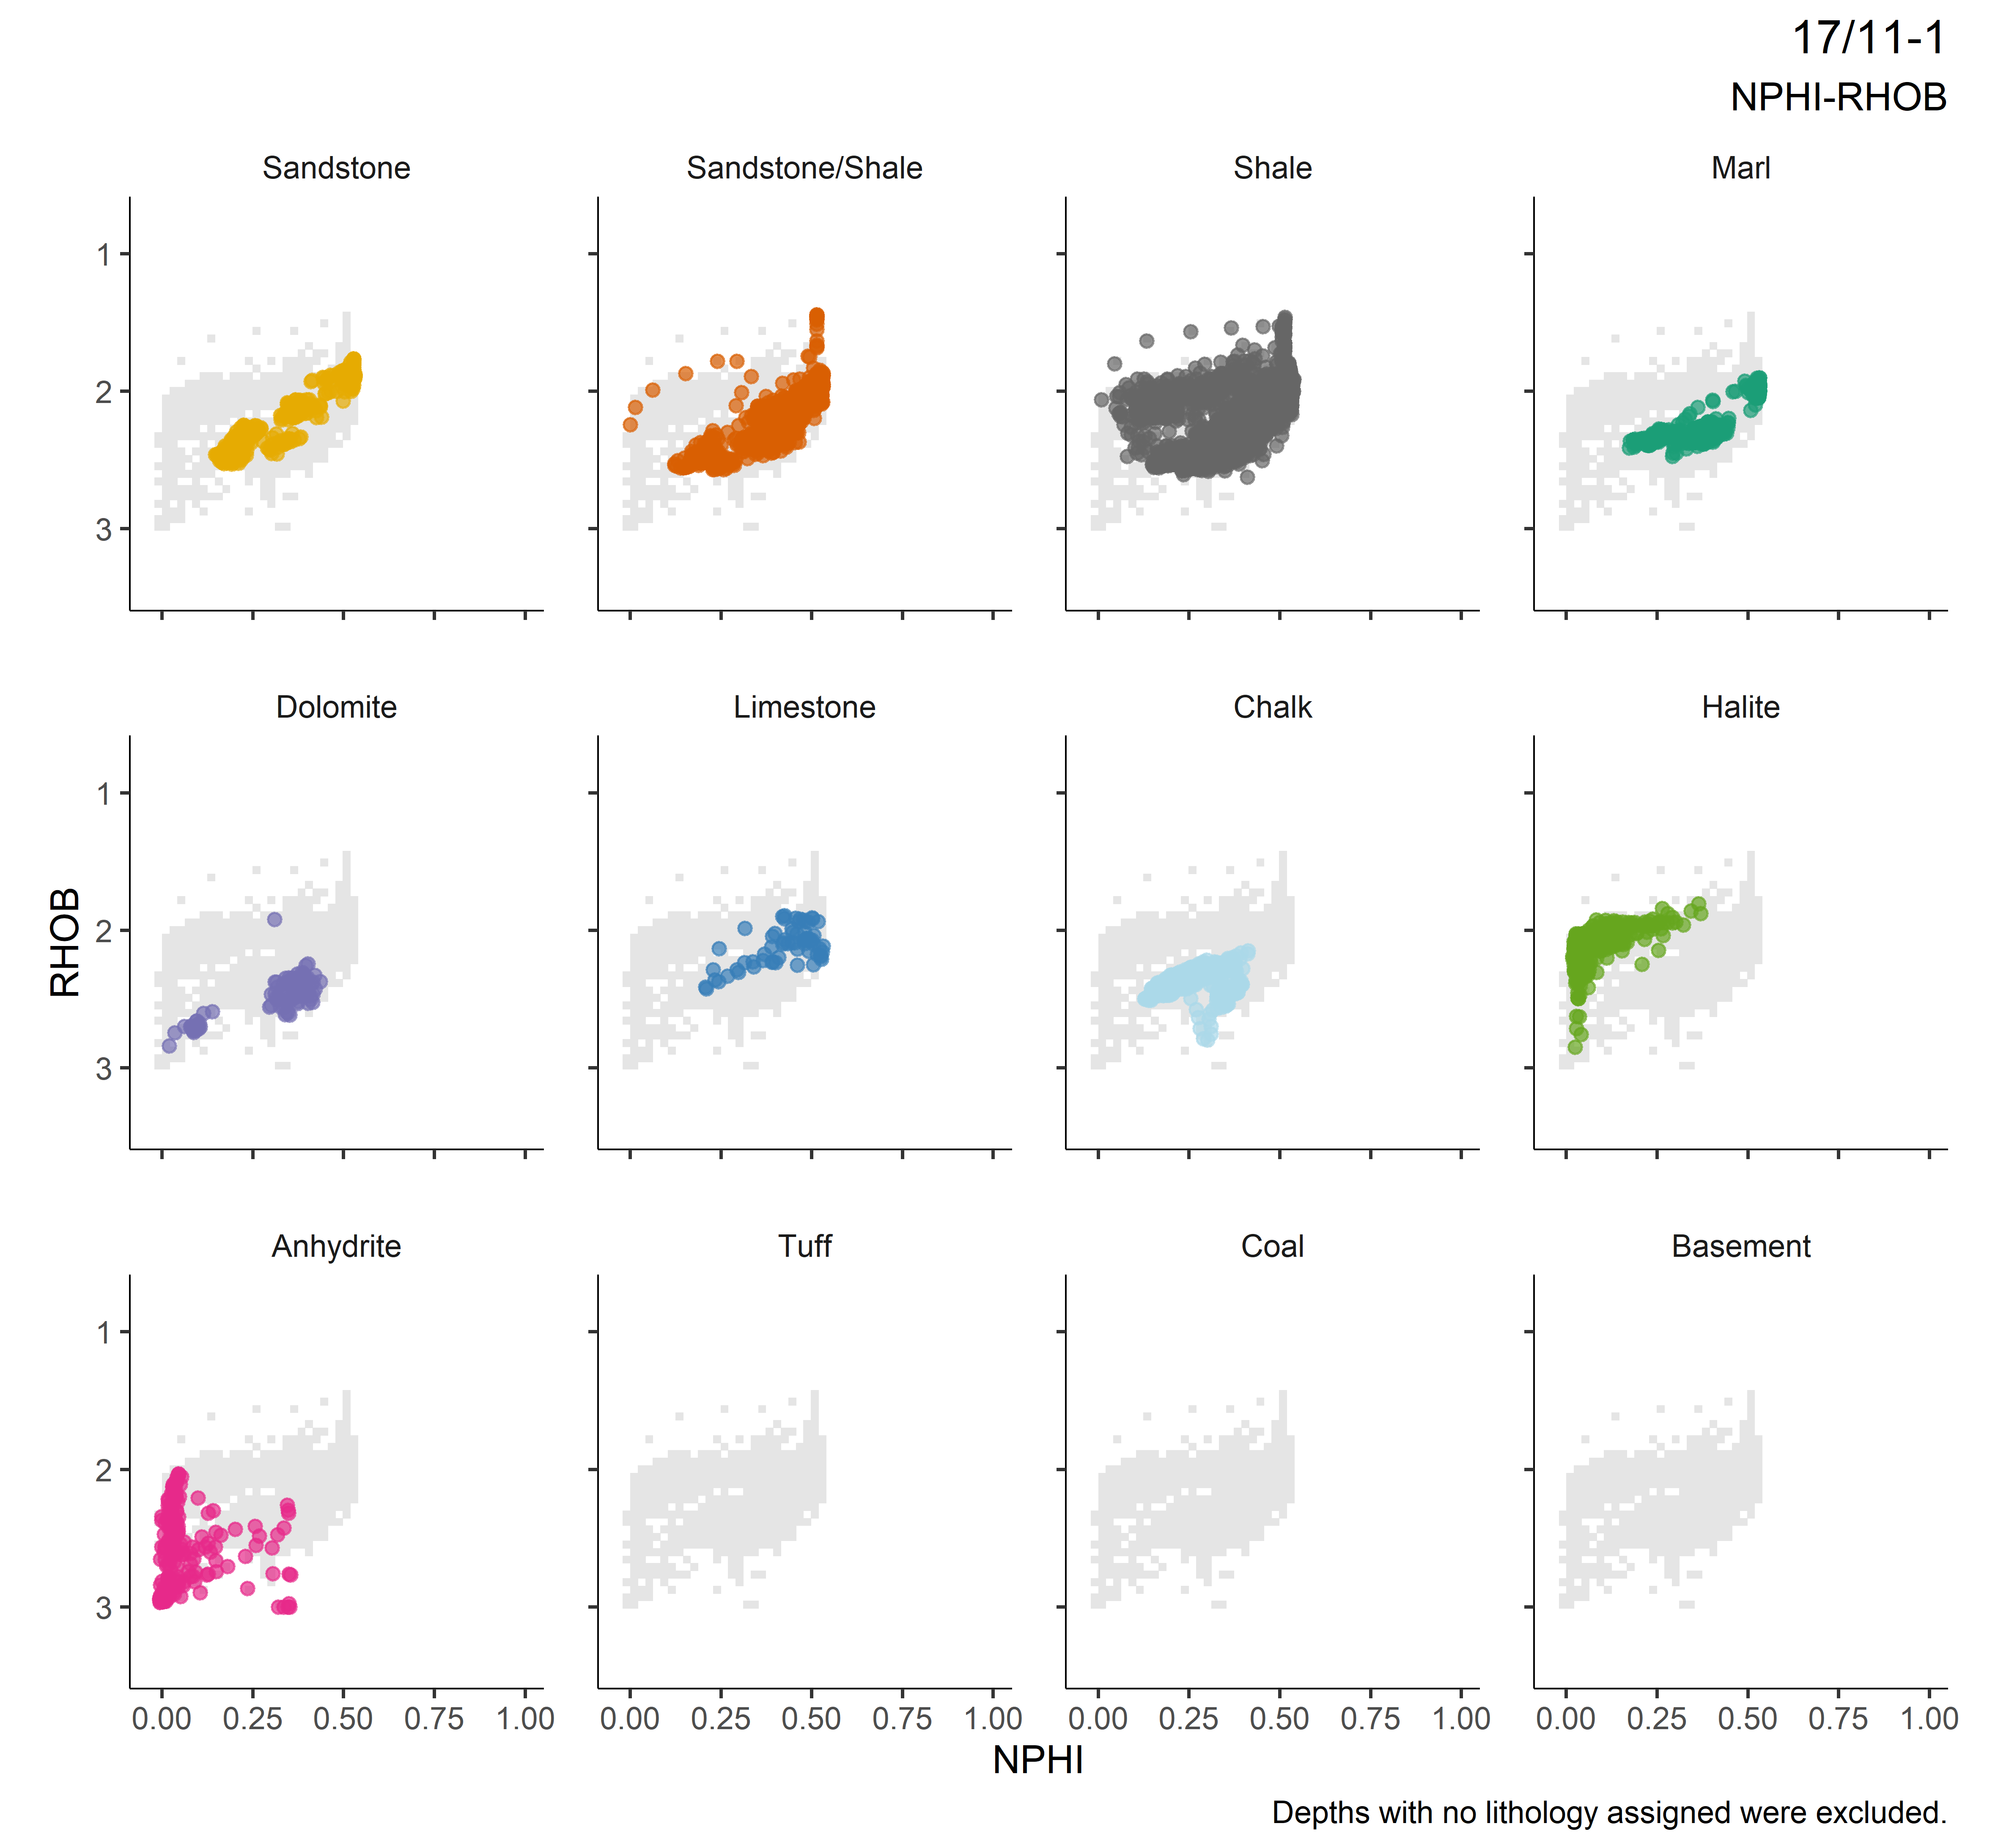 17/11-1
NPHI-RHOB
Sandstone Sandstone/Shale Shale Marl
1
2
3
Dolomite Limestone Chalk Halite
1
2
3
RHOB
Anhydrite Tuff Coal Basement
1
2
3
0.00 0.25 0.50 0.75 1.00 0.00 0.25 0.50 0.75 1.00 0.00 0.25 0.50 0.75 1.00 0.00 0.25 0.50 0.75 1.00
NPHI
Depths with no lithology assigned were excluded.